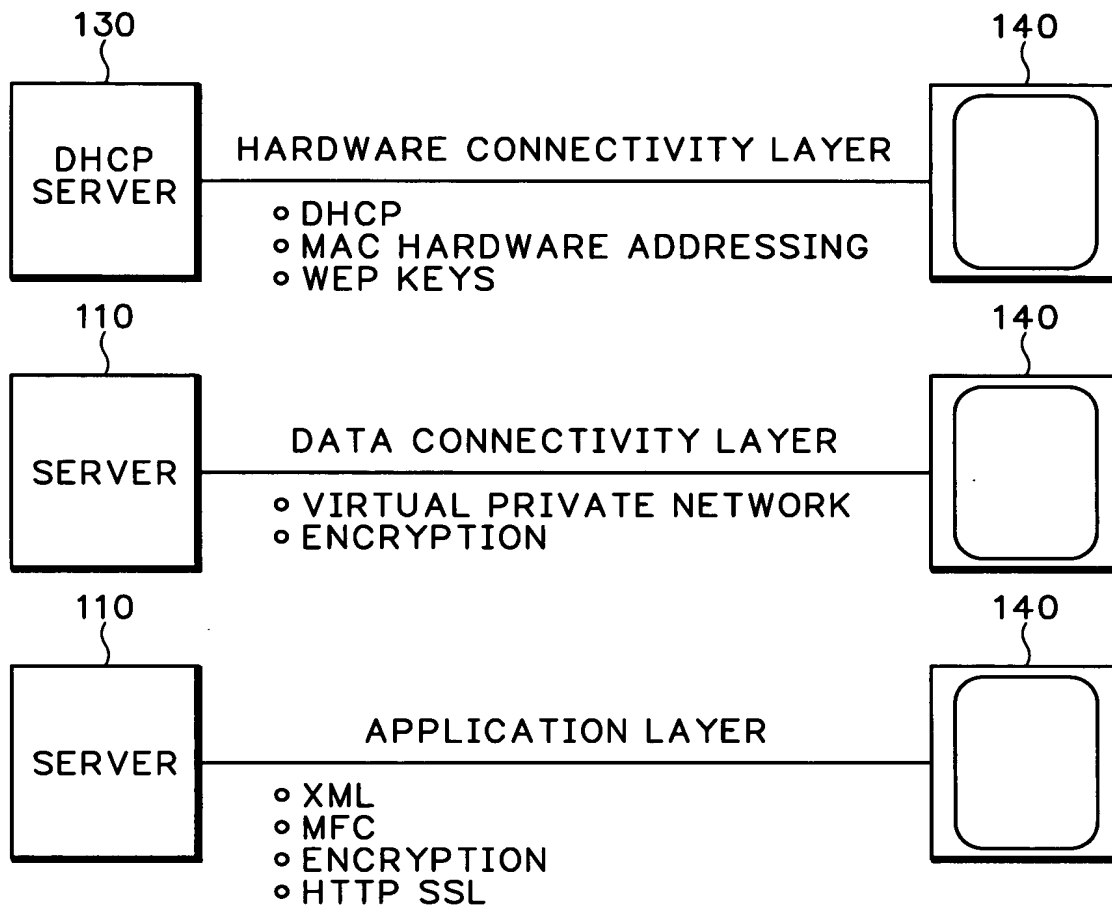 130
140
DHCP
SERVER
HARDWARE CONNECTIVITY LAYER
DHCP
MAC HARDWARE ADDRESSING
WEP KEYS
110
140
SERVER
DATA CONNECTIVITY LAYER
VIRTUAL PRIVATE NETWORK
ENCRYPTION
110
140
SERVER
APPLICATION LAYER
XML
MFC
ENCRYPTION
HTTP SSL